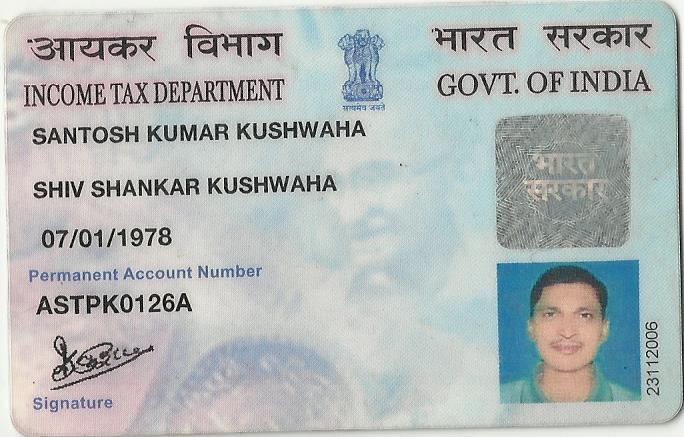 आयकर विभाग
INCOME TAX DEPARTMENT
सत्यमेव जयते
भारत सरकार
GOVT. OF INDIA
SANTOSH KUMAR KUSHWAHA
SHIV SHANKAR KUSHWAHA
07/01/1978
Permanent Account Number
ASTPK0126A
Signature
भारत
सरकार
23112006